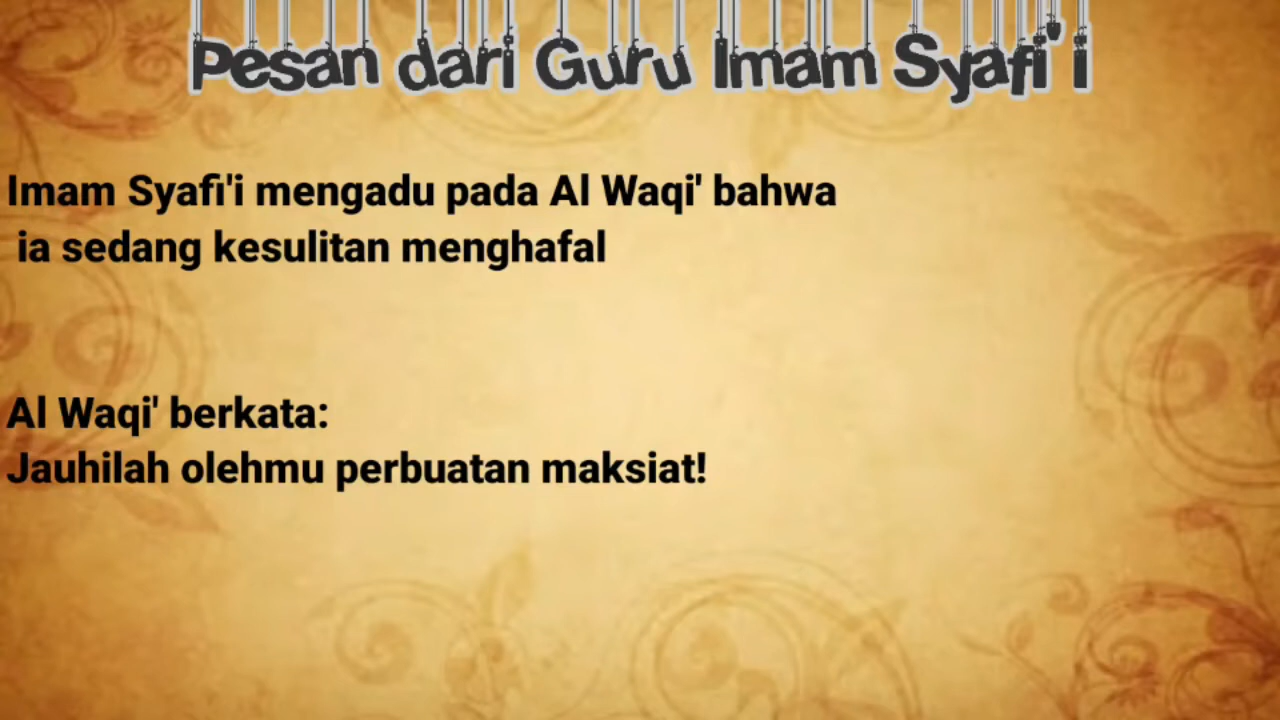 Pesan dari Guru Imam Syafi'i
Imam Syafi'i mengadu pada Al Waqi' bahwa
ia sedang kesulitan menghafal
Al Waqi' berkata:
Jauhilah olehmu perbuatan maksiat!